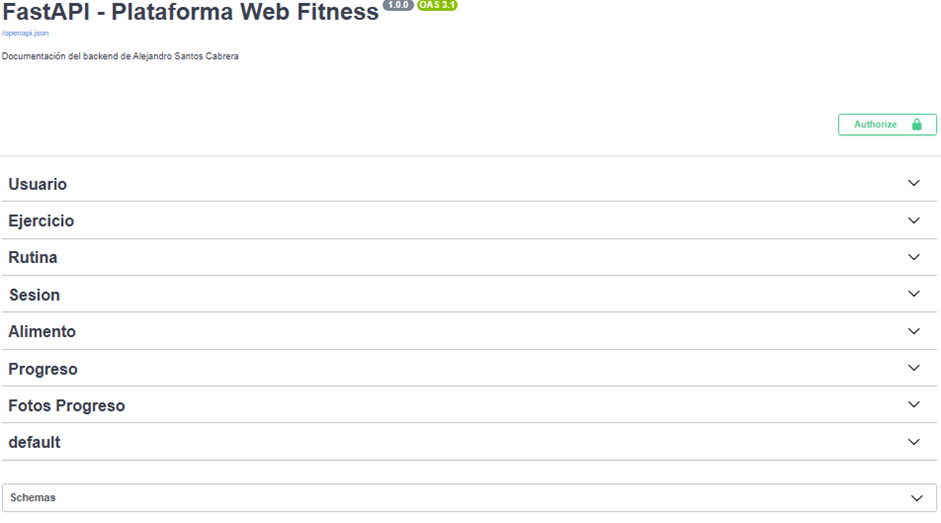 FastAPI - Plataforma Web Fitness 1.0.0 OAS 3.1
/openapi.json
Documentación del backend de Alejandro Santos Cabrera
Authorize
Usuario
Ejercicio
Rutina
Sesion
Alimento
Progreso
Fotos Progreso
default
Schemas